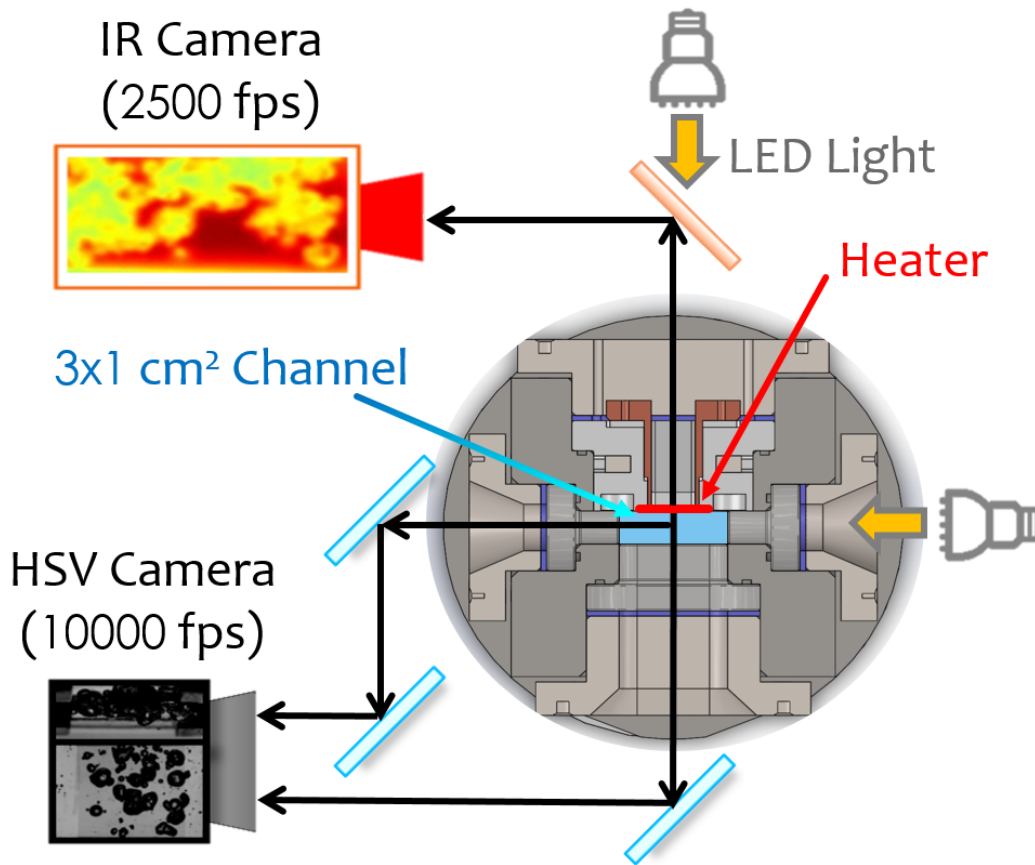 IR Camera
(2500 fps)
LED Light
Heater
3x1 cm² Channel
HSV Camera
(10000 fps)